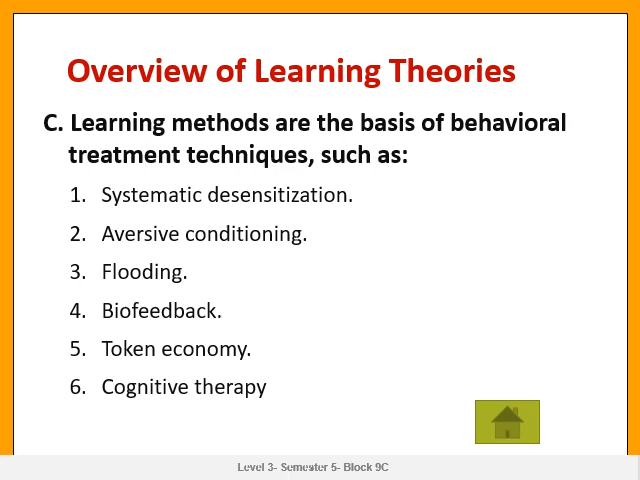 Overview of Learning Theories
C. Learning methods are the basis of behavioral
treatment techniques, such as:
1. Systematic desensitization.
2. Aversive conditioning.
3. Flooding.
4. Biofeedback.
5. Token economy.
6. Cognitive therapy
Level 3- Semester 5- Block 9C